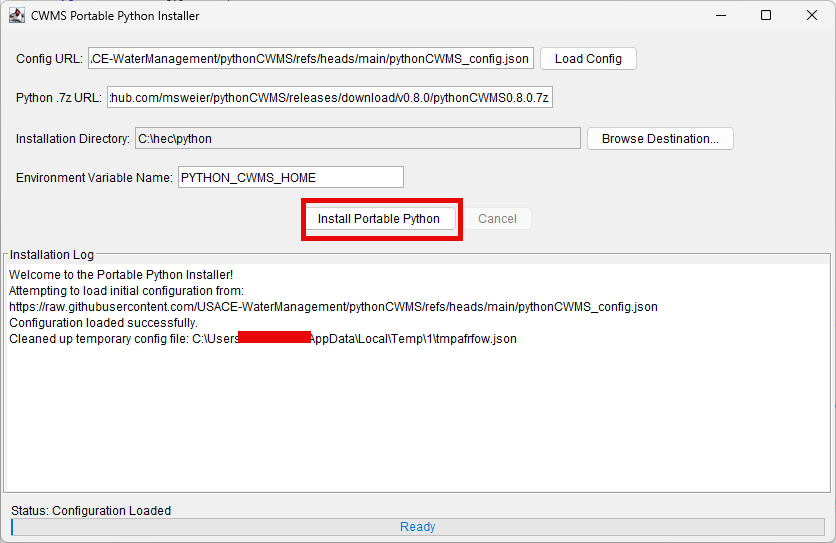 CWMS Portable Python Installer
Config URL: .CE-WaterManagement/pythonCWMS/refs/heads/main/pythonCWMS_config.json Load Config
Python .7z URL: hub.com/msweier/pythonCWMS/releases/download/v0.8.0/pythonCWMS0.8.0.7z
Installation Directory: C:\hec\python Browse Destination...
Environment Variable Name: PYTHON_CWMS_HOME
Install Portable Python Cancel
Installation Log
Welcome to the Portable Python Installer!
Attempting to load initial configuration from:
https://raw.githubusercontent.com/USACE-WaterManagement/pythonCWMS/refs/heads/main/pythonCWMS_config.json
Configuration loaded successfully.
Cleaned up temporary config file: C:\Users AppData\Local\Temp\1\tmpafrfow.json
Status: Configuration Loaded
Ready